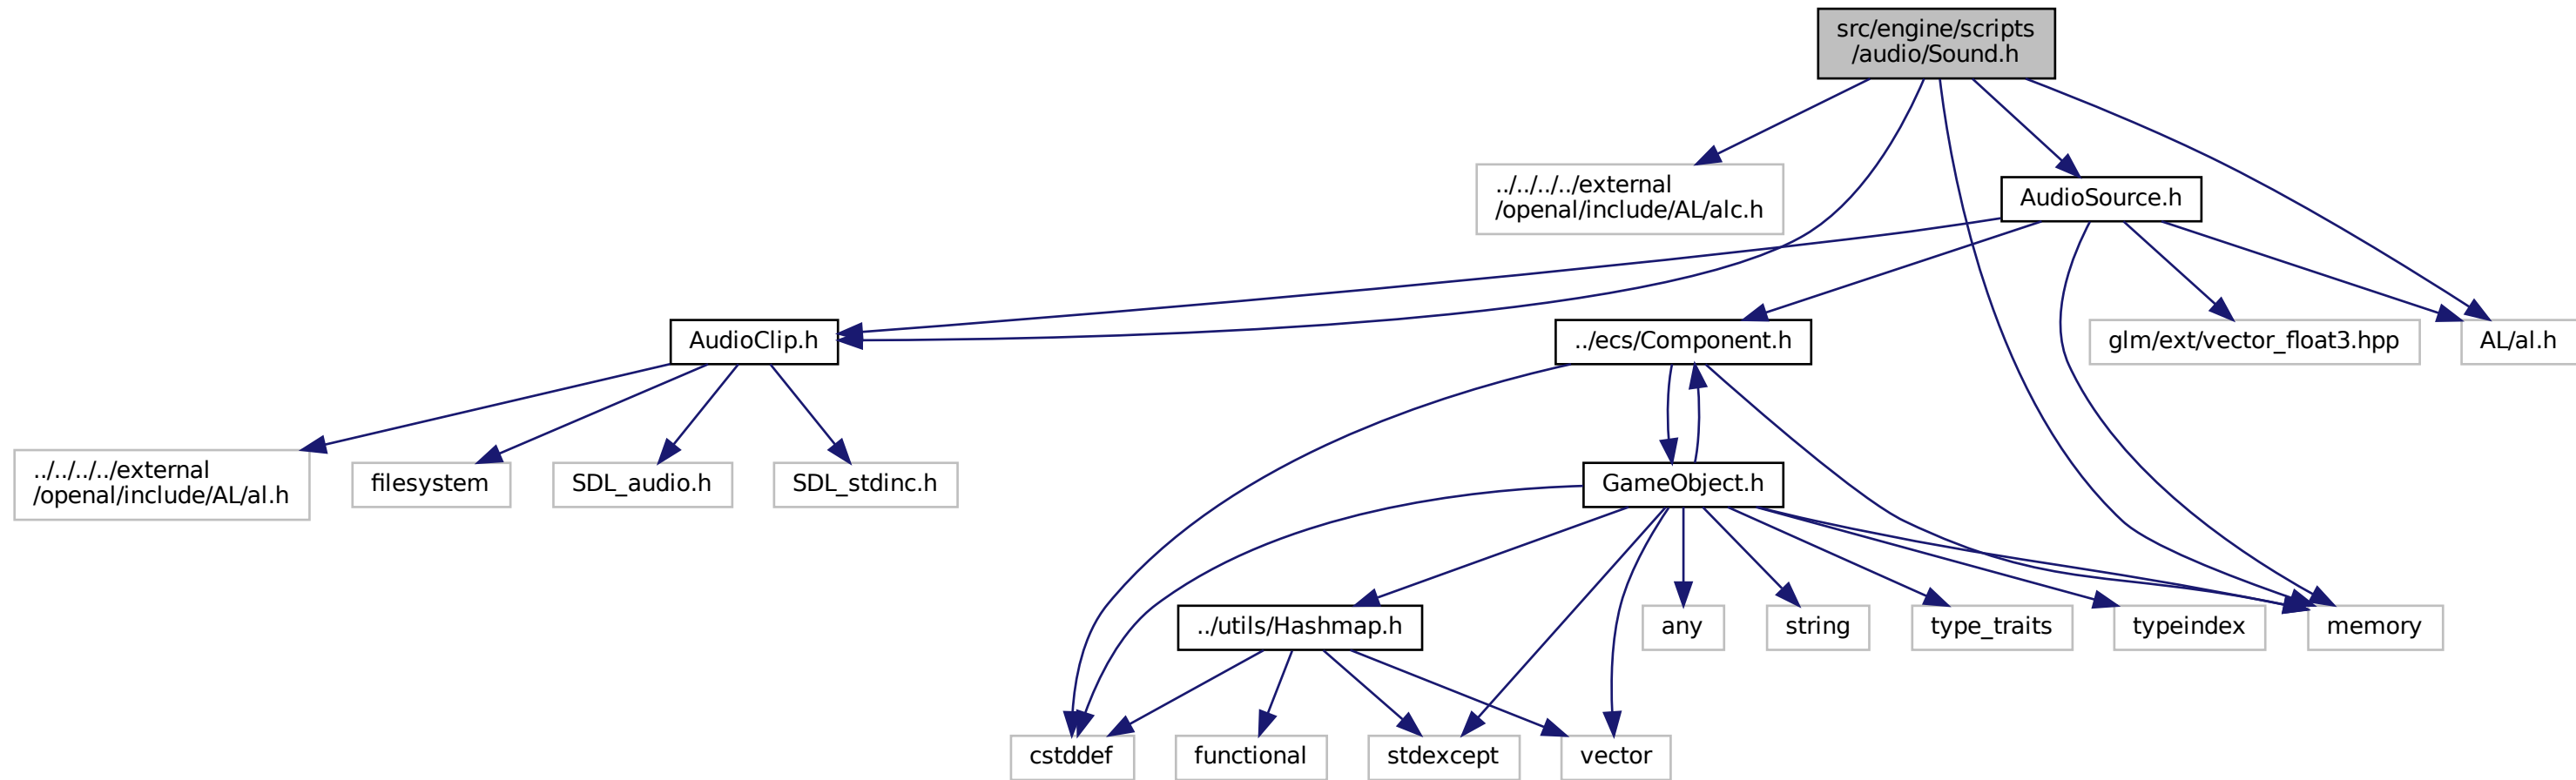 src/engine/scripts
/audio/Sound.h
../../../../external
/openal/include/AL/alc.h
AudioSource.h
AudioClip.h
../ecs/Component.h
glm/ext/vector_float3.hpp
AL/al.h
../../../../external
/openal/include/AL/al.h
filesystem
SDL_audio.h
SDL_stdinc.h
GameObject.h
../utils/Hashmap.h
any
string
type_traits
typeindex
memory
cstddef
functional
stdexcept
vector